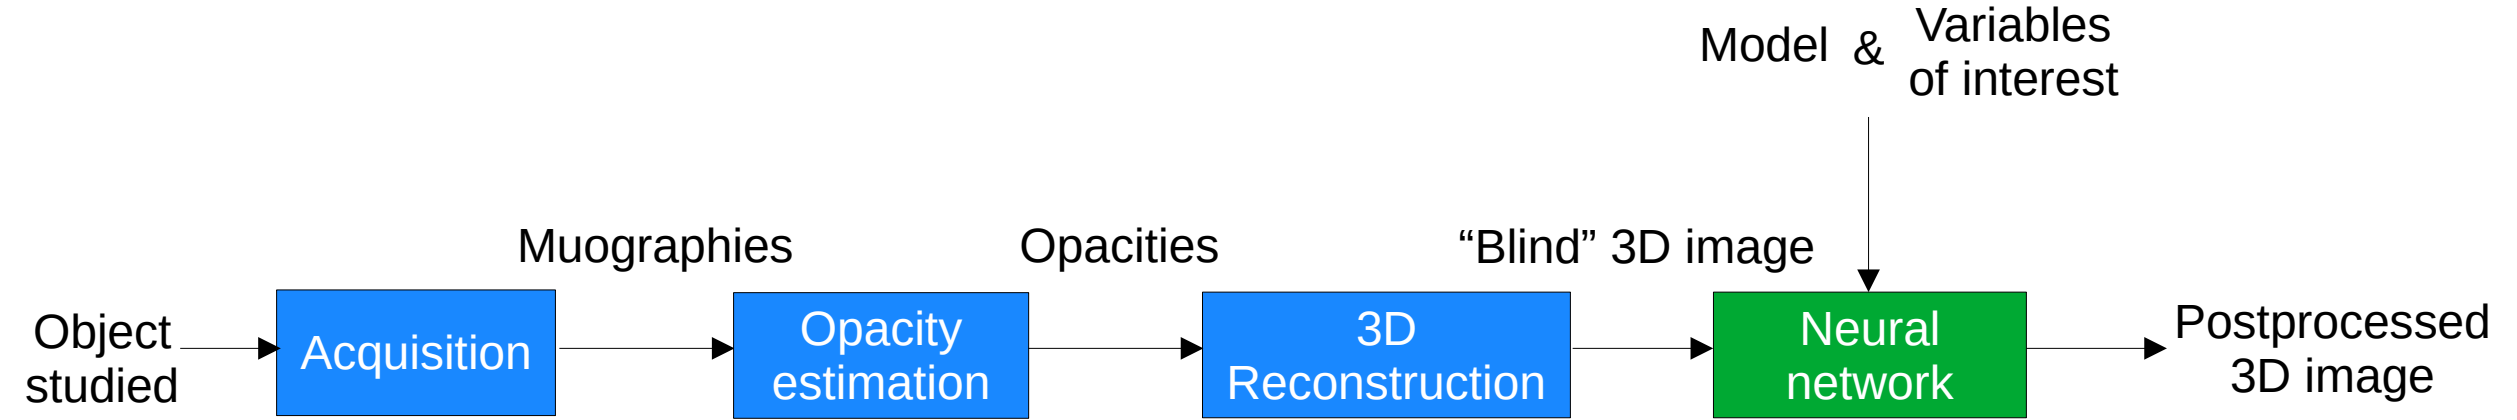 Model & Variables
of interest
Muographies
Opacities
“Blind” 3D image
Object
studied
Acquisition
Opacity
estimation
3D
Reconstruction
Neural
network
Postprocessed
3D image